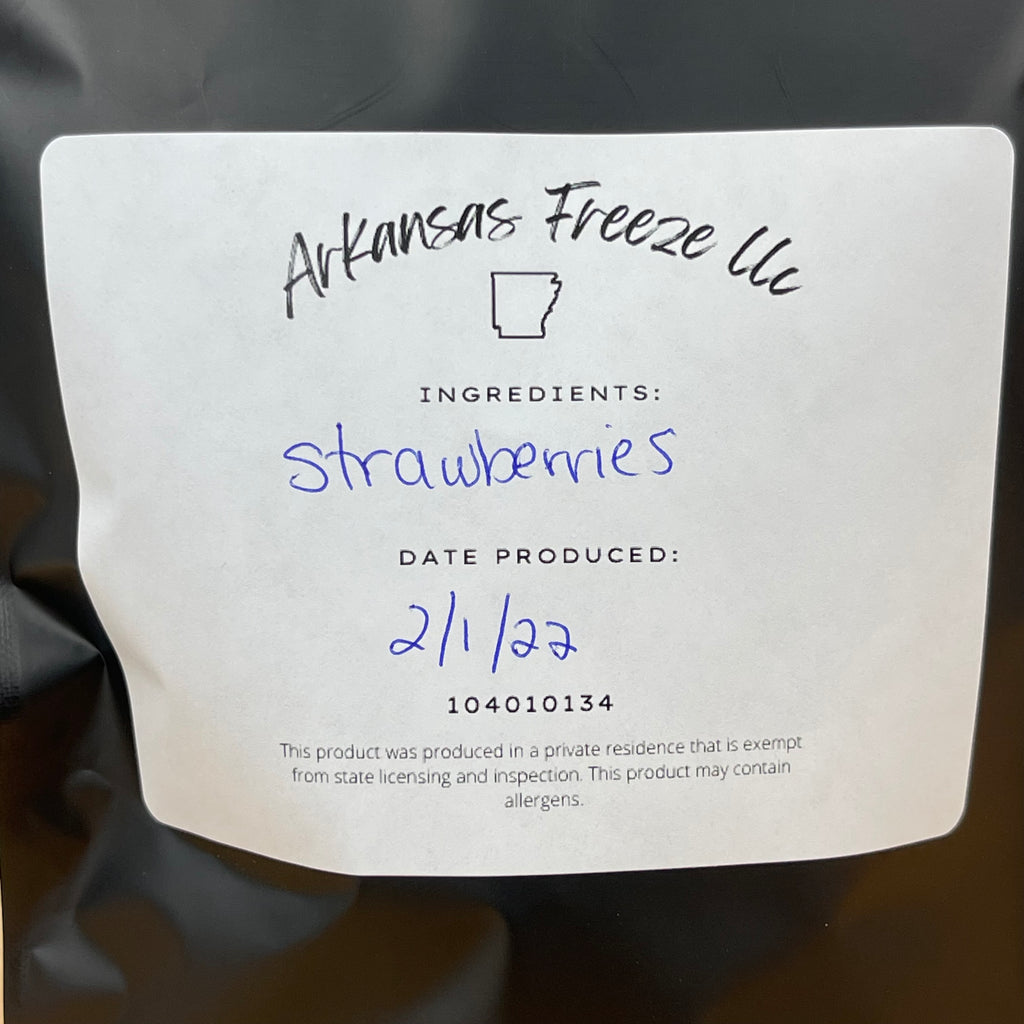 Arkansas Freeze llc
INGREDIENTS:
strawberries
DATE PRODUCED:
2/1/22
104010134
This product was produced in a private residence that is exempt
from state licensing and inspection. This product may contain
allergens.